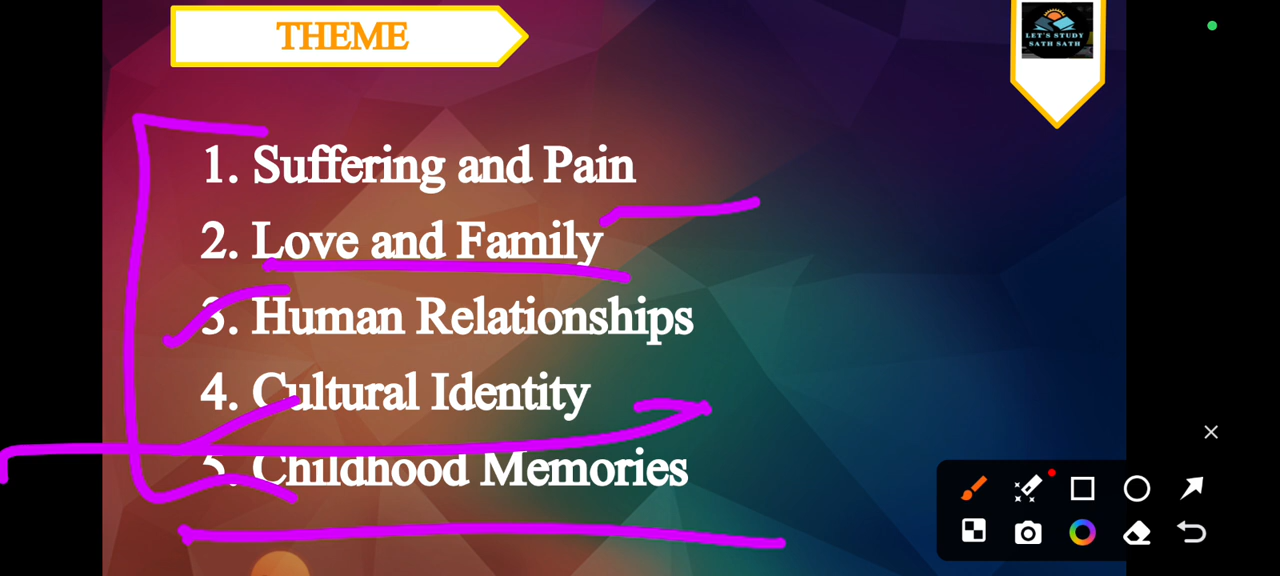 THEME
LET'S STUDY
SATH SATH
1. Suffering and Pain
2. Love and Family
3. Human Relationships
4. Cultural Identity
5. Childhood Memories